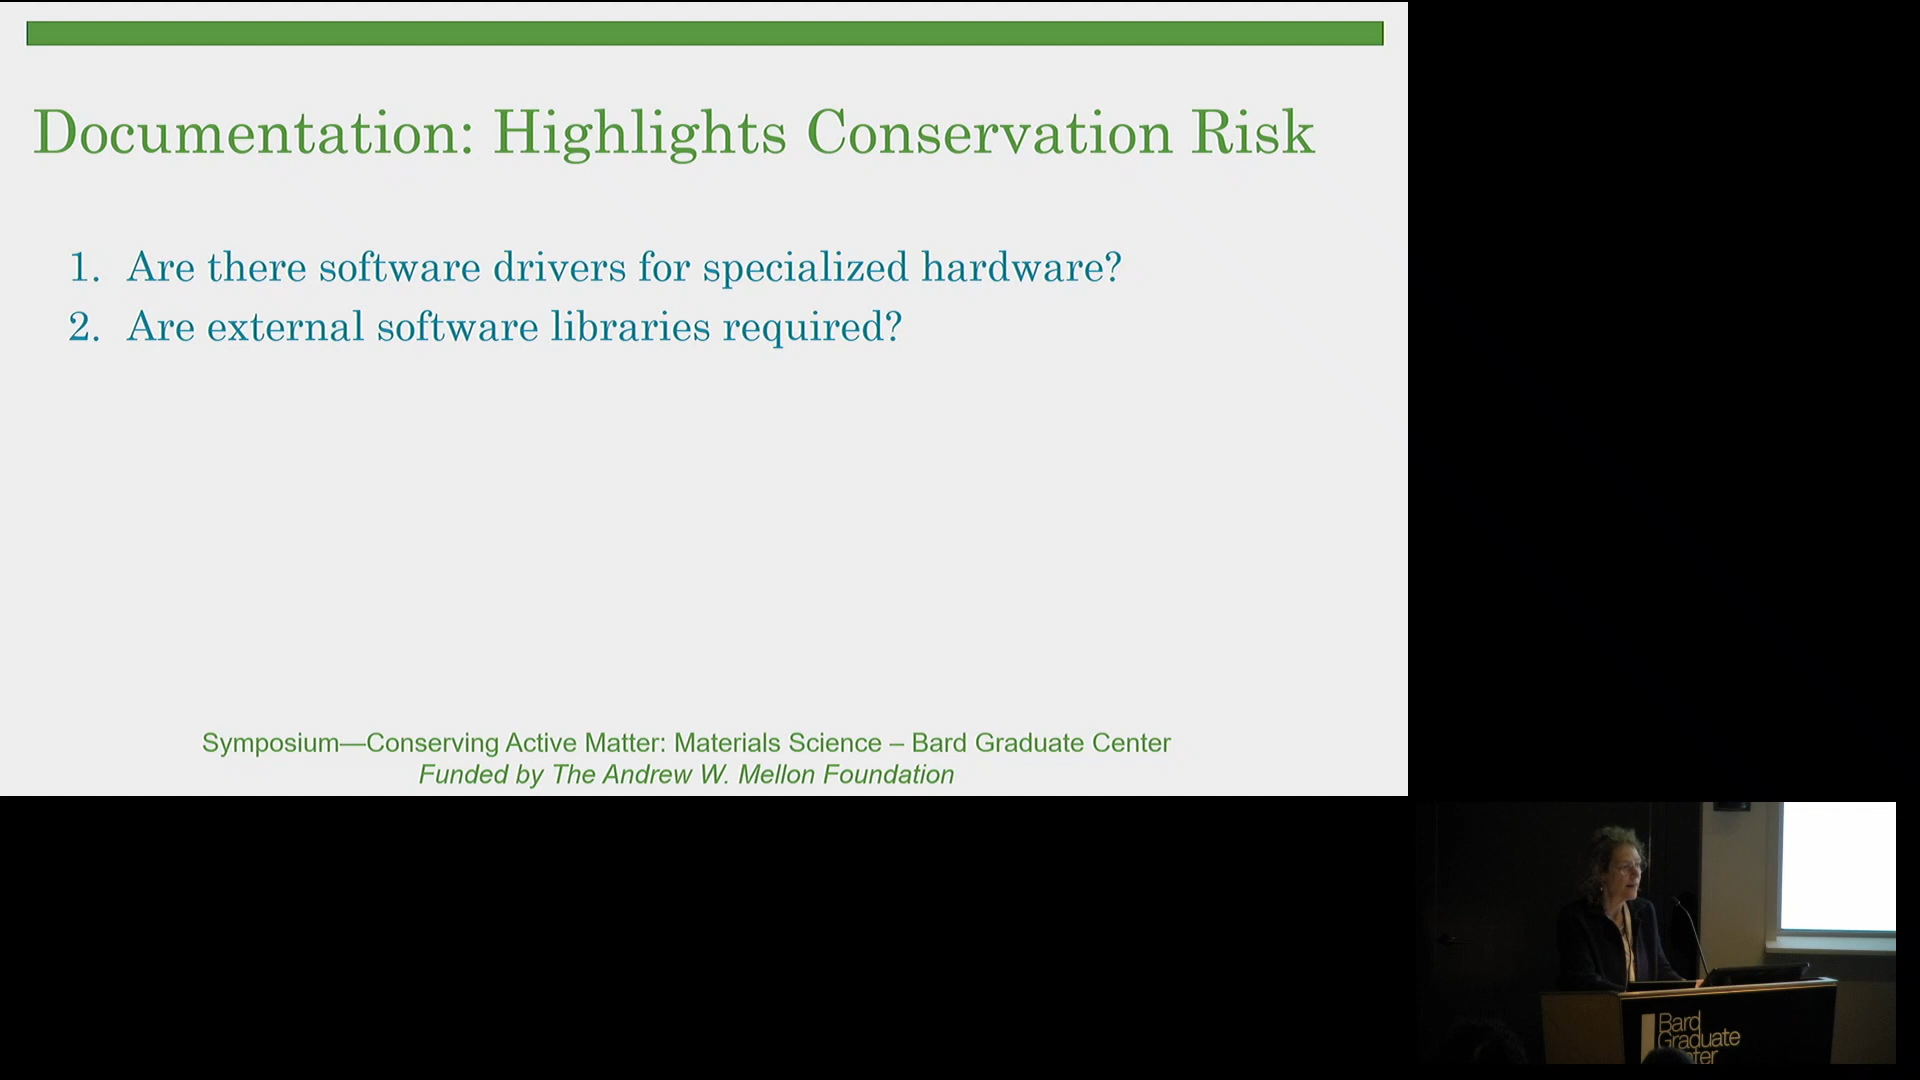 Documentation: Highlights Conservation Risk
1. Are there software drivers for specialized hardware?
2. Are external software libraries required?
Symposium—Conserving Active Matter: Materials Science – Bard Graduate Center
Funded by The Andrew W. Mellon Foundation
Bard
Graduate